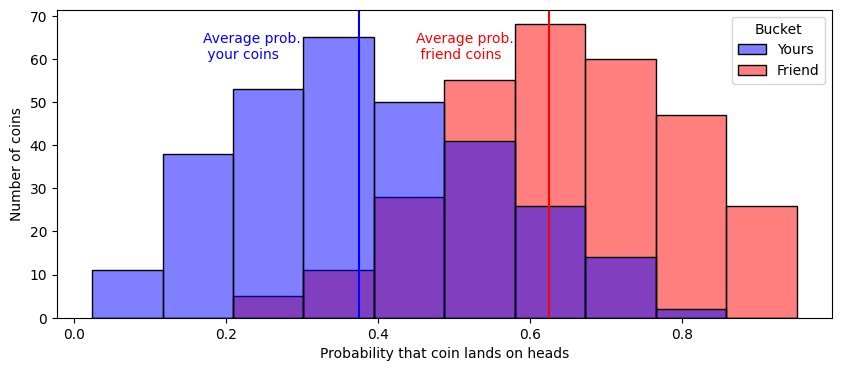 Average prob.
your coins
Average prob.
friend coins
Bucket
Yours
Friend
Number of coins
70
60
50
40
30
20
10
0
0.0 0.2 0.4 0.6 0.8
Probability that coin lands on heads